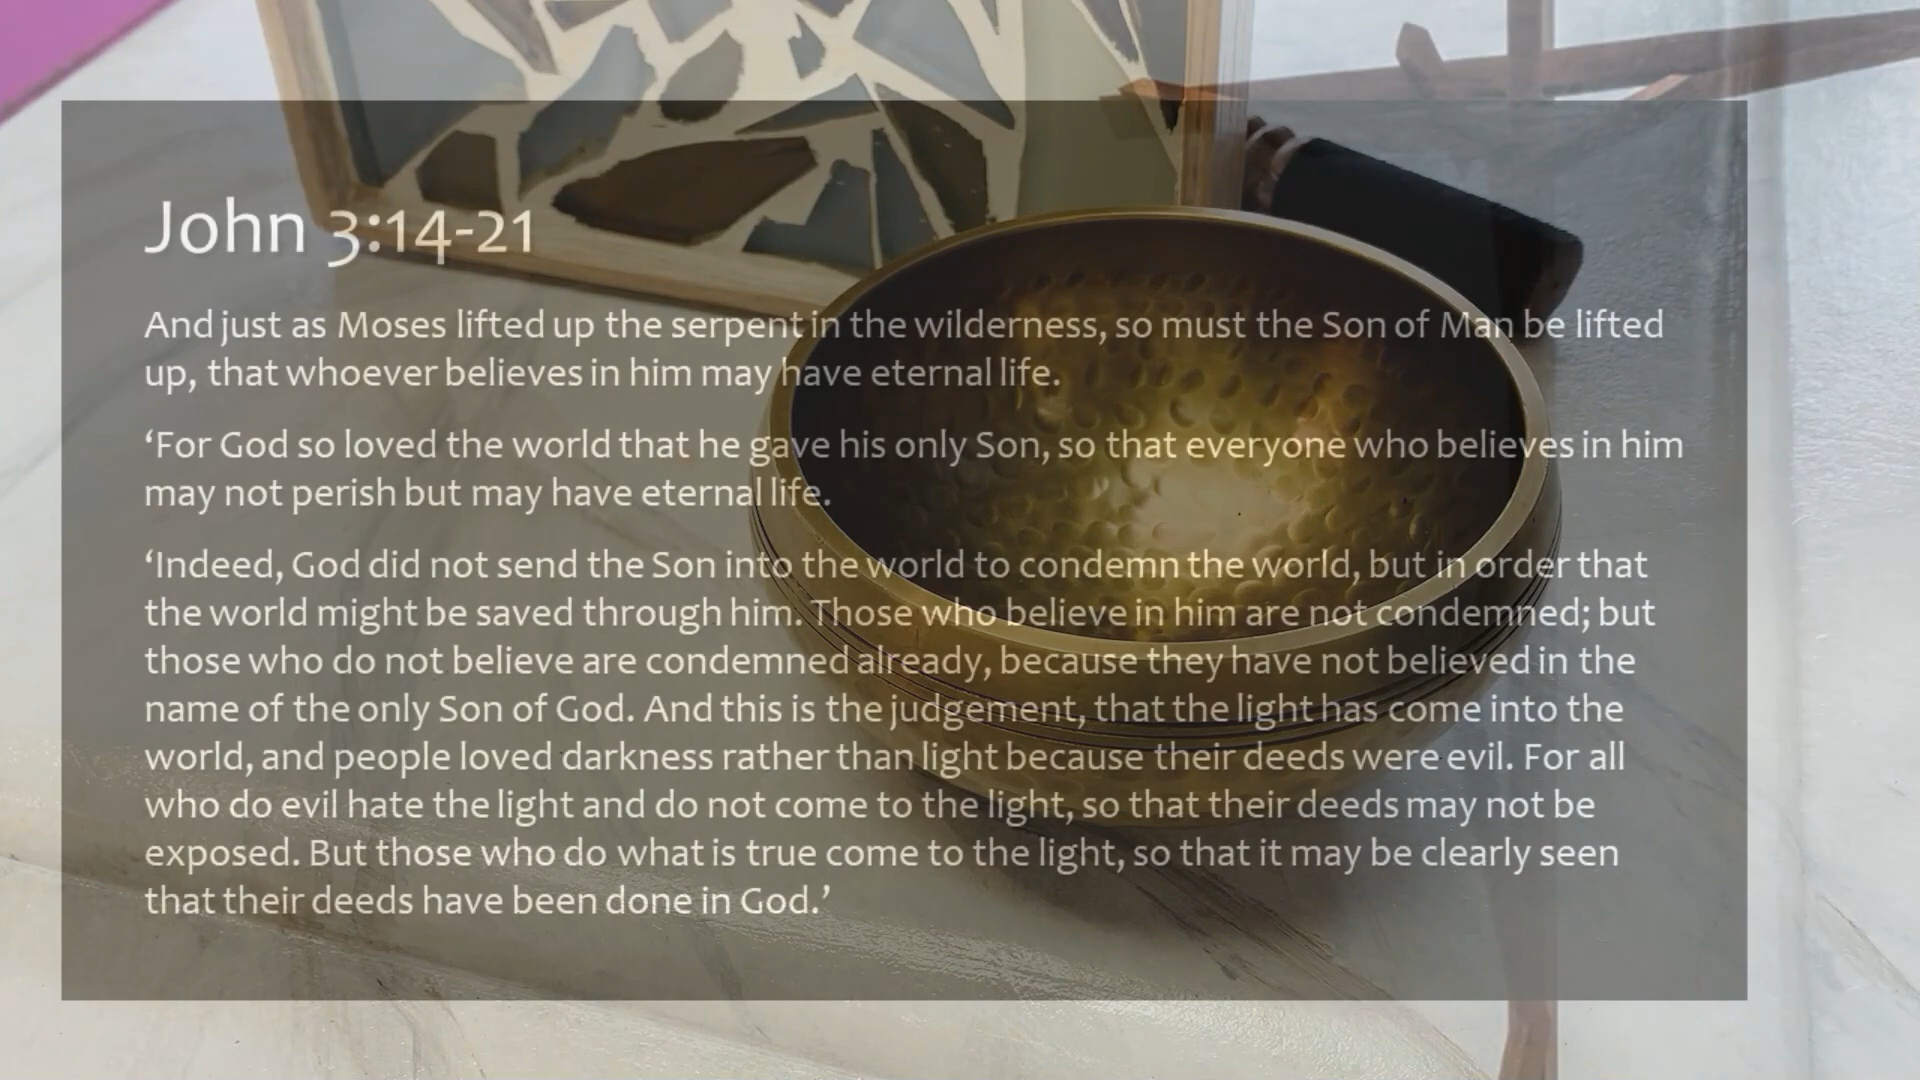 John 3:14-21
And just as Moses lifted up the serpent in the wilderness, so must the Son of Man be lifted
up, that whoever believes in him may have eternal life.
‘For God so loved the world that he gave his only Son, so that everyone who believes in him
may not perish but may have eternal life.
‘Indeed, God did not send the Son into the world to condemn the world, but in order that
the world might be saved through him. Those who believe in him are not condemned; but
those who do not believe are condemned already, because they have not believed in the
name of the only Son of God. And this is the judgement, that the light has come into the
world, and people loved darkness rather than light because their deeds were evil. For all
who do evil hate the light and do not come to the light, so that their deeds may not be
exposed. But those who do what is true come to the light, so that it may be clearly seen
that their deeds have been done in God.’